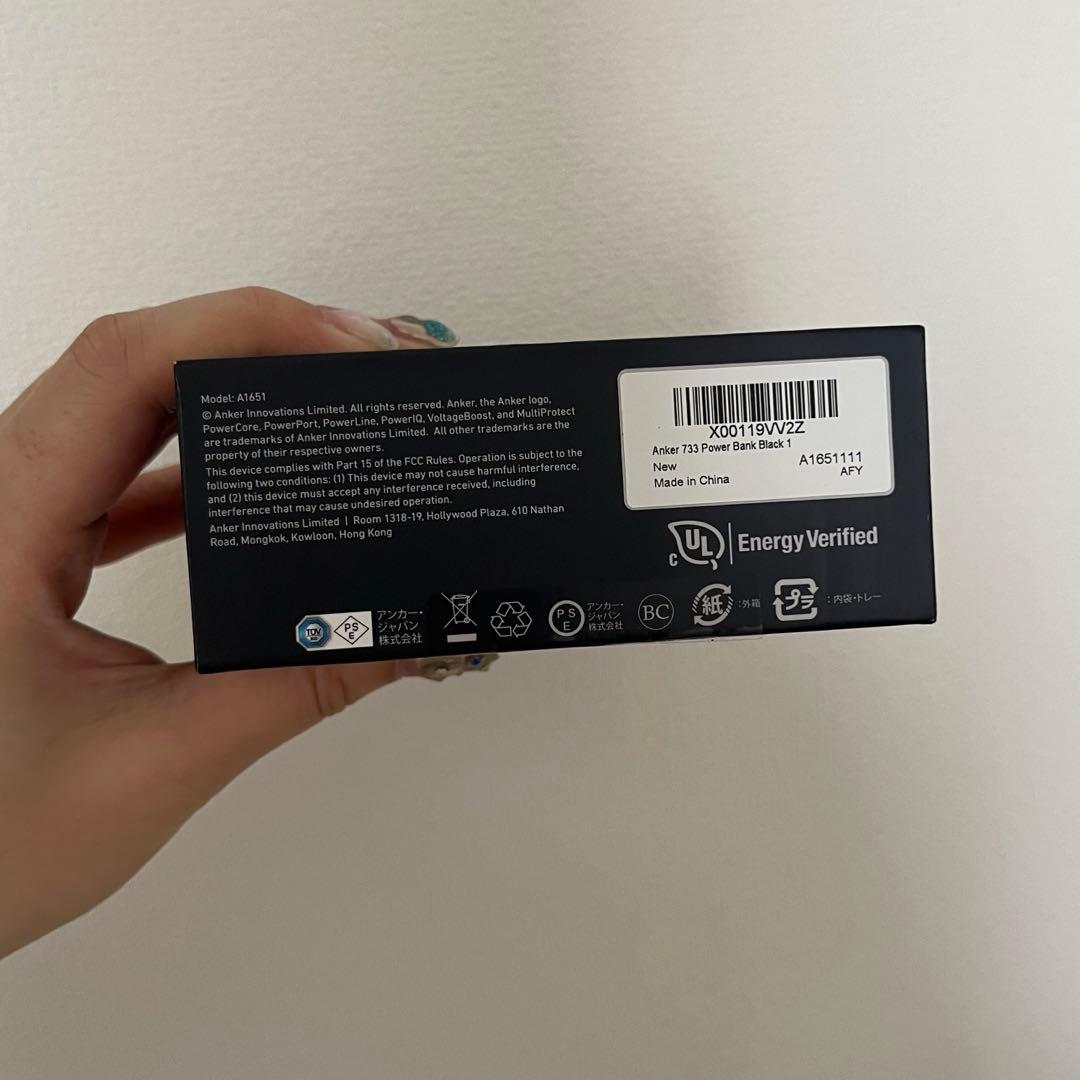 Model: A1651
© Anker Innovations Limited. All rights reserved. Anker, the Anker logo,
PowerCore, PowerPort, PowerLine, PowerIQ, VoltageBoost, and MultiProtect
are trademarks of Anker Innovations Limited. All other trademarks are the
property of their respective owners.
This device complies with Part 15 of the FCC Rules. Operation is subject to the
following two conditions: (1) This device may not cause harmful interference,
and (2) this device must accept any interference received, including
interference that may cause undesired operation.
Anker Innovations Limited | Room 1318-19, Hollywood Plaza, 610 Nathan
Road, Mongkok, Kowloon, Hong Kong
X00119VV2Z
Anker 733 Power Bank Black 1
New
A1651111
AFY
Made in China
c UL Energy Verified
TÜV
PS
E
アンカー・
ジャパン
株式会社
PS
E
アンカー・
ジャパン
株式会社
BC
紙 :外箱
プラ :内袋・トレー